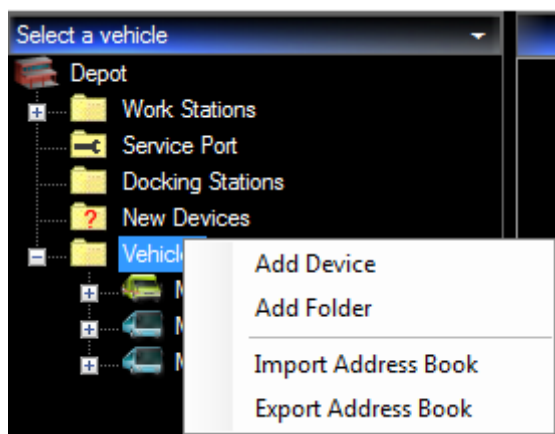 Select a vehicle
Depot
Work Stations
Service Port
Docking Stations
? New Devices
Add Device
Add Folder
Import Address Book
Export Address Book